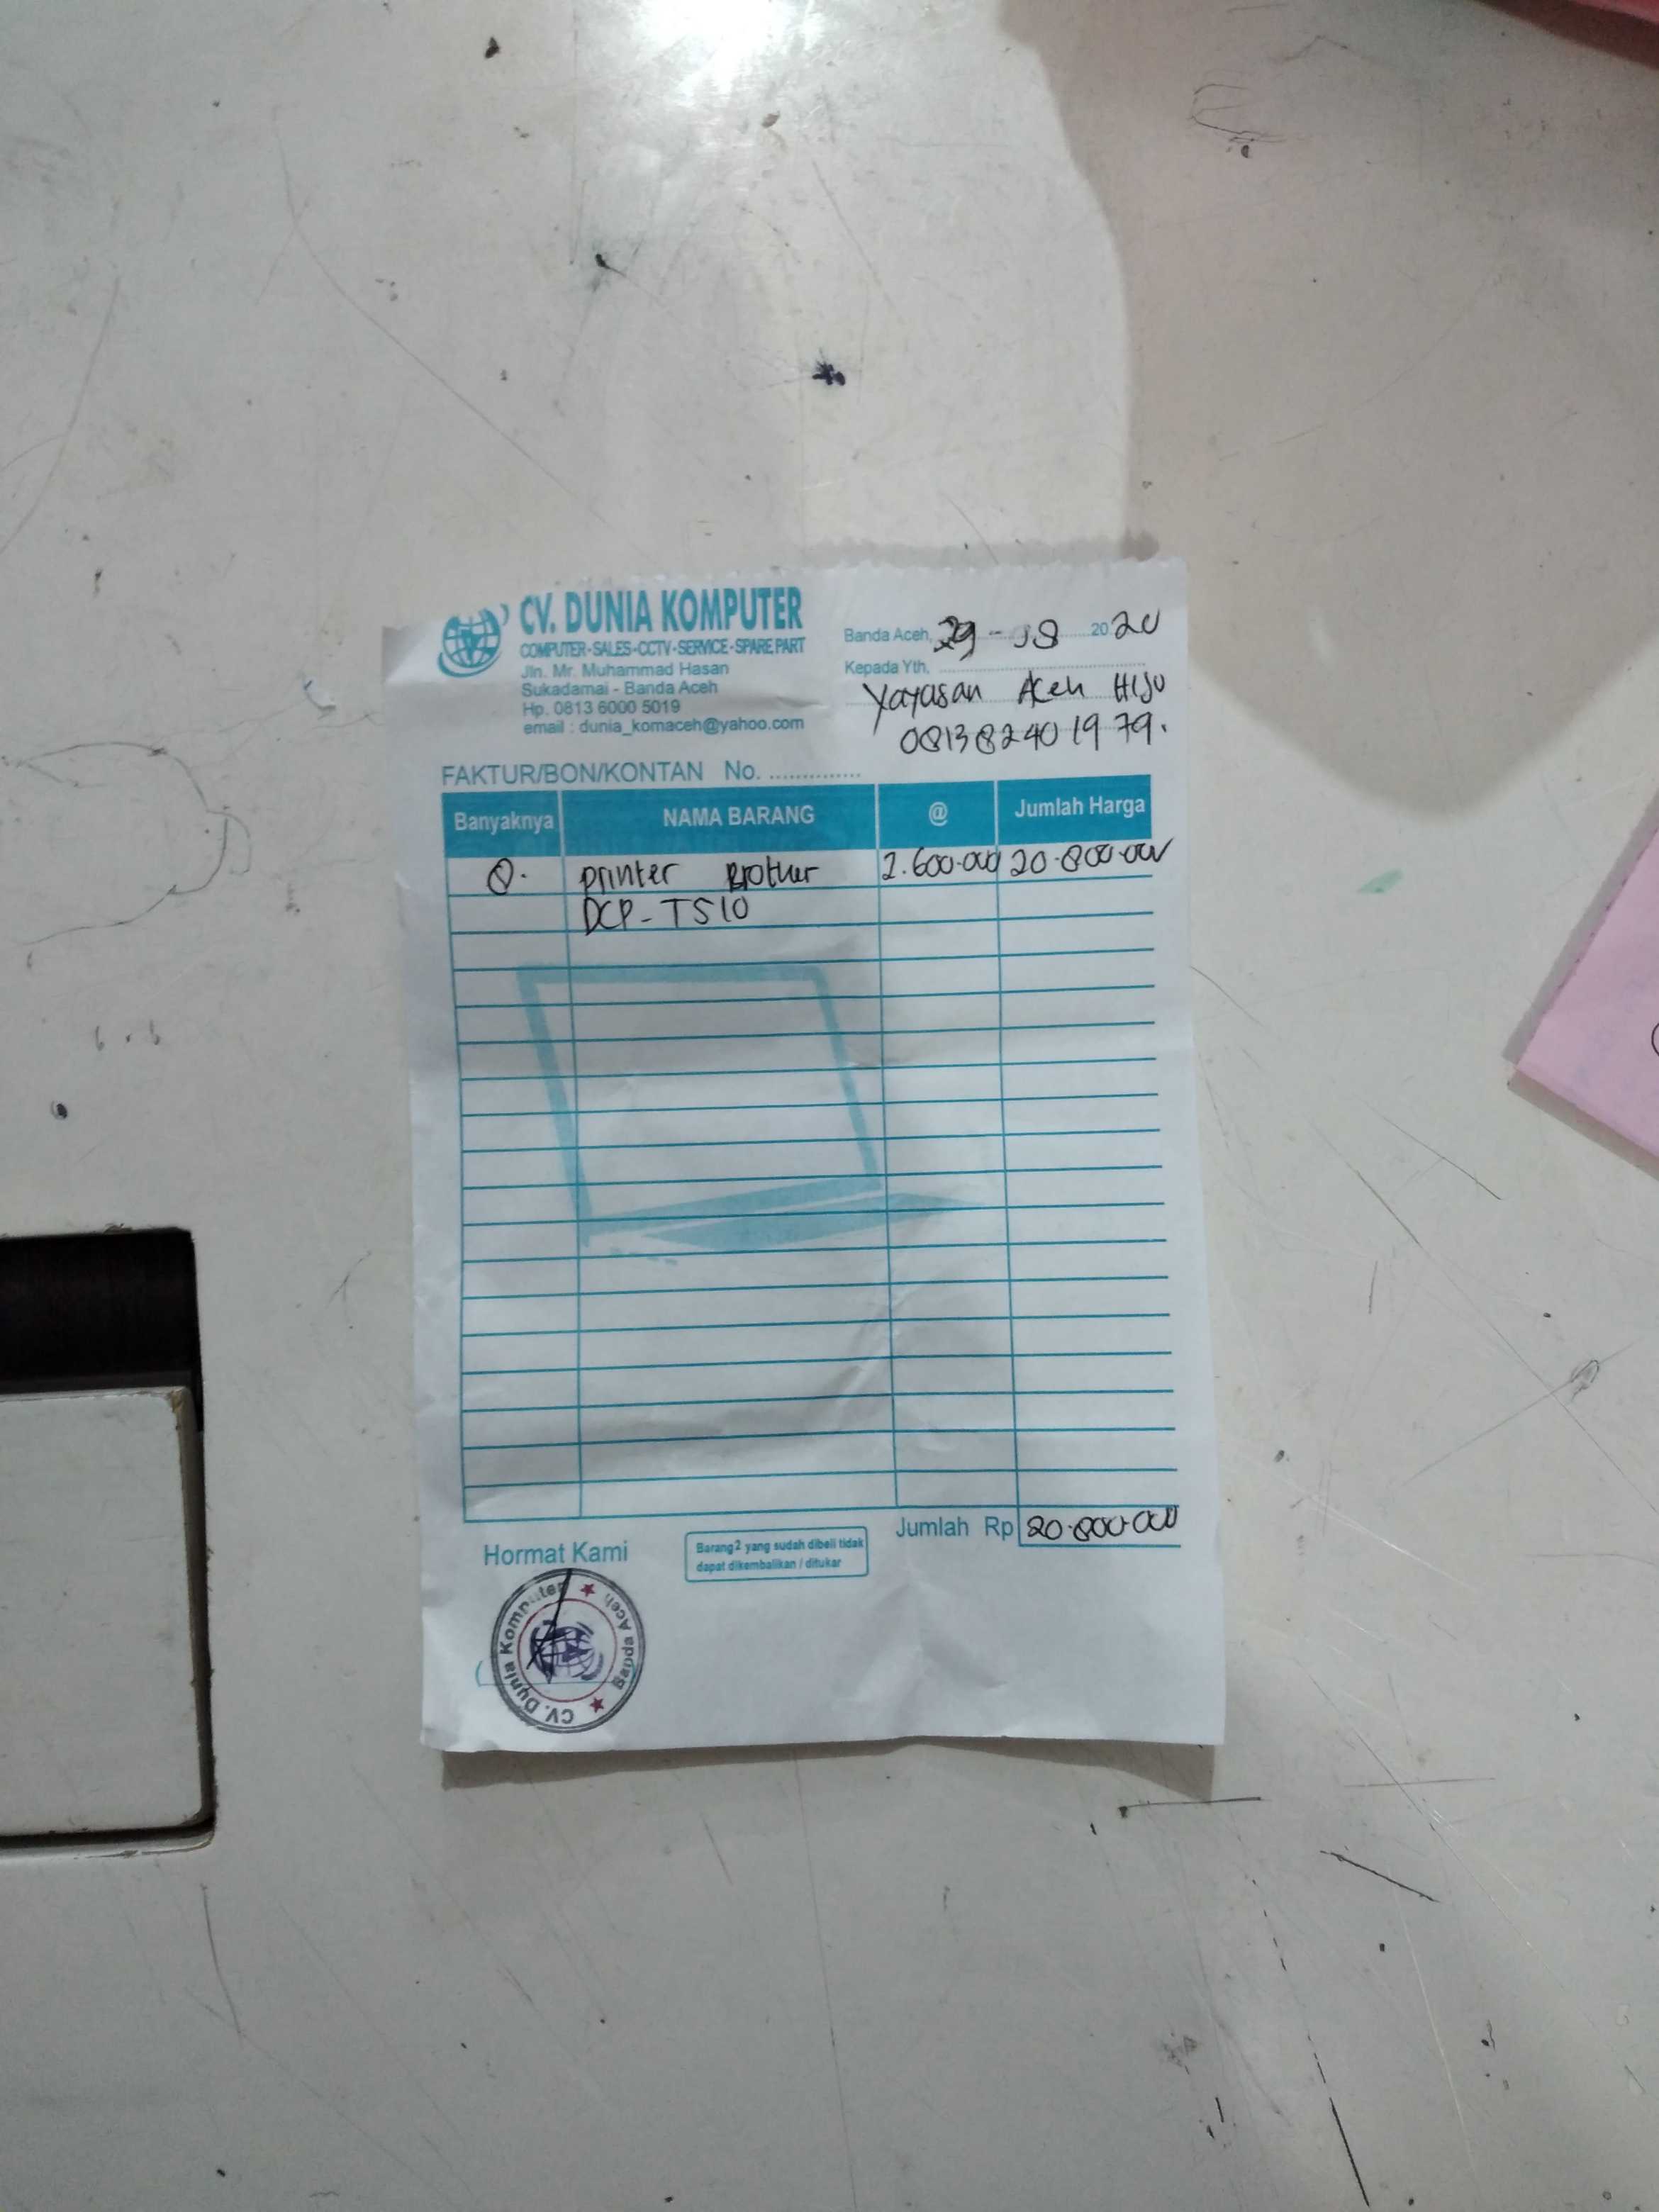 CV. DUNIA KOMPUTER
COMPUTER-SALES-CCTV-SERVICE-SPARE PART
Jln. Mr. Muhammad Hasan
Sukadamai - Banda Aceh
Hp. 0813 6000 5019
email : dunia_komaceh@yahoo.com
Banda Aceh, 29-08 2020
Kepada Yth.
Yayasan Aceh HIJU
081382401979.
FAKTUR/BON/KONTAN No. ..............
Banyaknya NAMA BARANG @ Jumlah Harga
8. printer Brother 2.600.000 20.800.000
DCP-T510
Jumlah Rp 20.800.000
Hormat Kami
Barang2 yang sudah dibeli tidak
dapat dikembalikan / ditukar
CV. Dunia Komputer
Banda Aceh